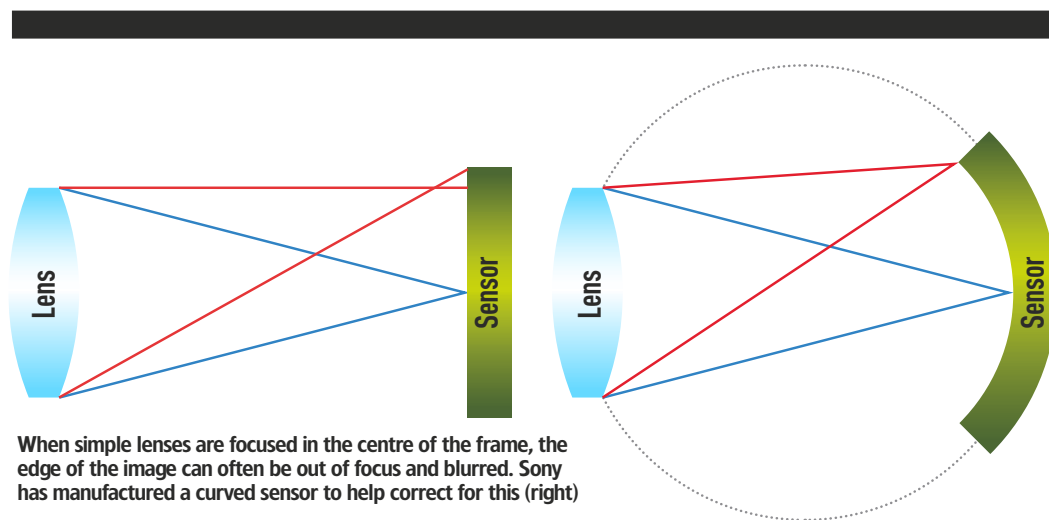 Lens
Sensor
Lens
Sensor
When simple lenses are focused in the centre of the frame, the
edge of the image can often be out of focus and blurred. Sony
has manufactured a curved sensor to help correct for this (right)